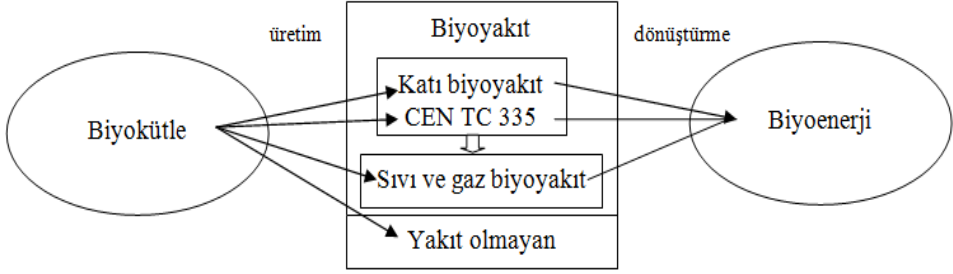 üretim
Biyoyakıt
dönüştürme
Katı biyoyakıt
CEN TC 335
Biyokütle
Biyoenerji
Sıvı ve gaz biyoyakıt
Yakıt olmayan